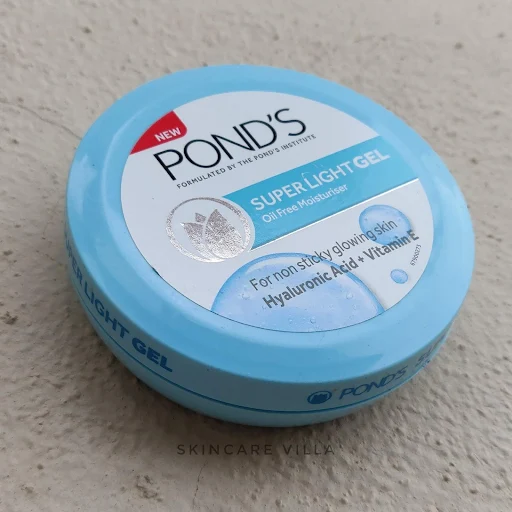 NEW
POND'S
FORMULATED BY THE POND'S INSTITUTE
SUPER LIGHT GEL
Oil Free Moisturiser
For non sticky glowing skin
Hyaluronic Acid + Vitamin E
SUPER LIGHT GEL
POND'S
SKINCARE VILLA